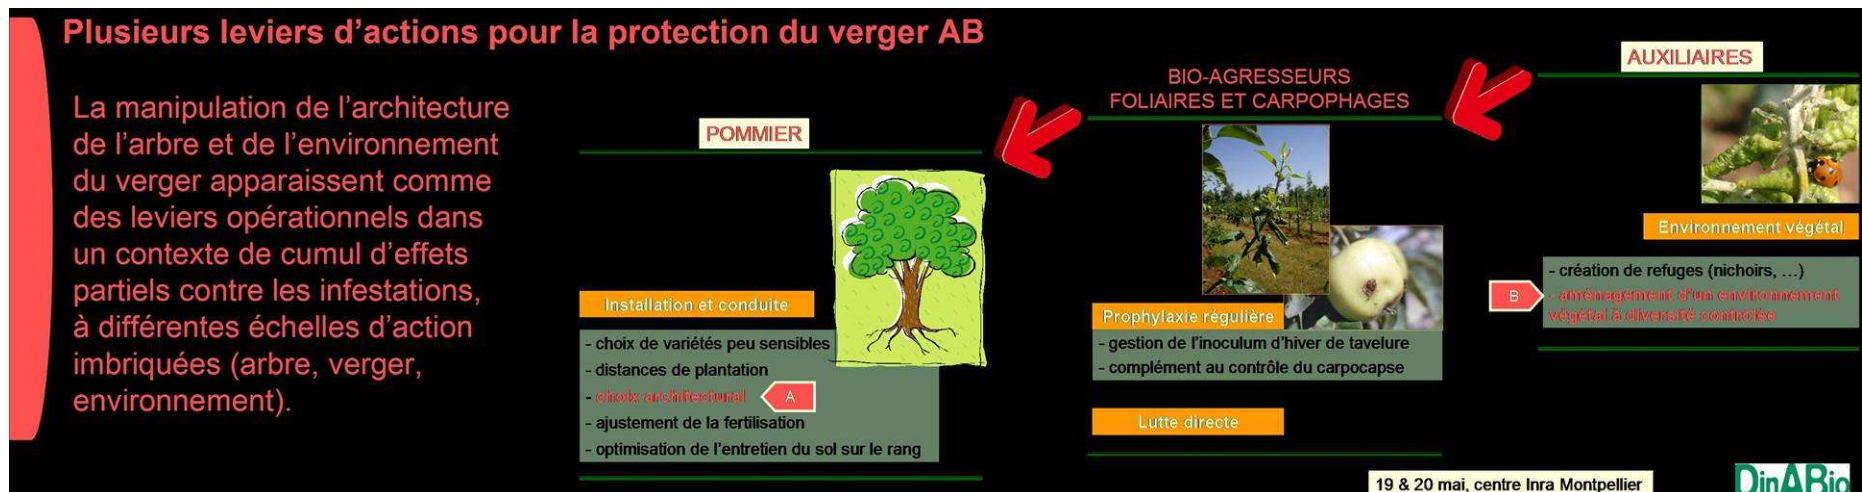 Plusieurs leviers d'actions pour la protection du verger AB
La manipulation de l'architecture
de l'arbre et de l'environnement
du verger apparaissent comme
des leviers opérationnels dans
un contexte de cumul d'effets
partiels contre les infestations,
à différentes échelles d'action
imbriquées (arbre, verger,
environnement).
POMMIER
Installation et conduite
- choix de variétés peu sensibles
- distances de plantation
- choix architectural
A
- ajustement de la fertilisation
- optimisation de l'entretien du sol sur le rang
BIO-AGRESSEURS
FOLIAIRES ET CARPOPHAGES
Prophylaxie régulière
- gestion de l'inoculum d'hiver de tavelure
- complément au contrôle du carpocapse
Lutte directe
AUXILIAIRES
Environnement végétal
- création de refuges (nichoirs, ...)
B
- aménagement d'un environnement
végétal à diversité contrôlée
19 & 20 mai, centre Inra Montpellier
DinABio